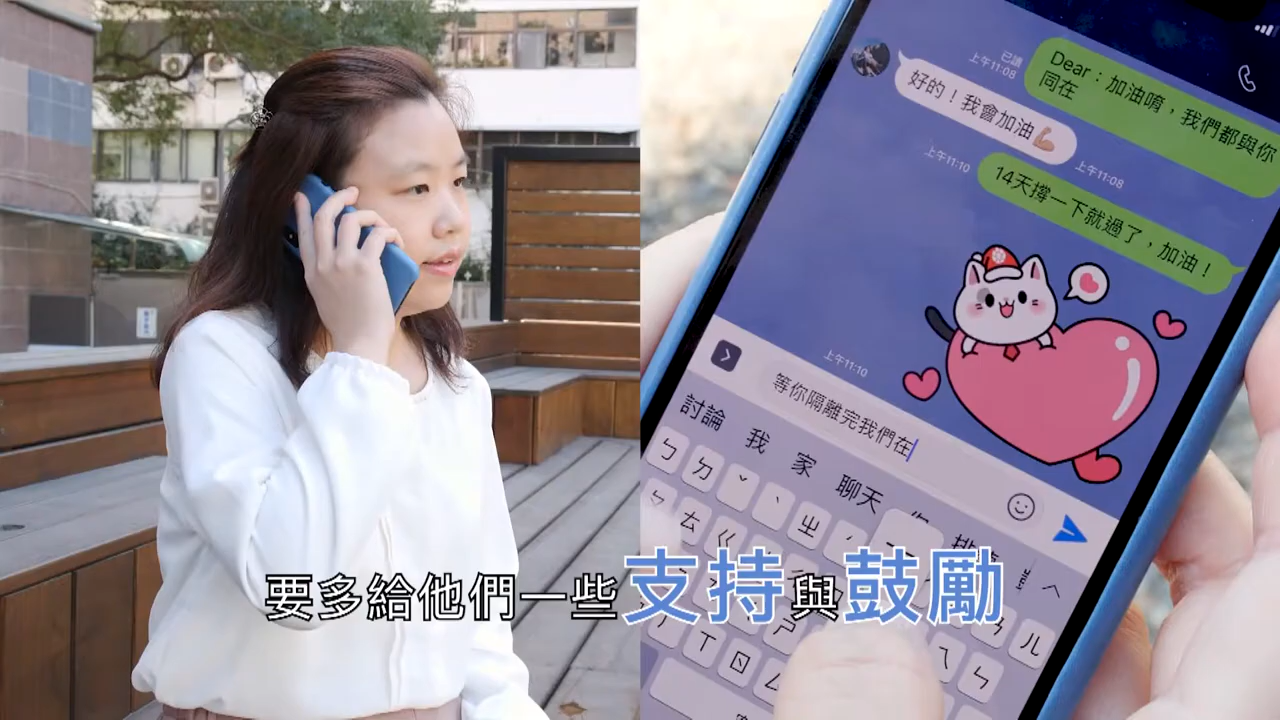 Dear：加油唷，我們都與你
同在
已讀
上午11:08
好的！我會加油💪🏼
上午11:08
上午11:10
14天撐一下就過了，加油！
上午11:10
等你隔離完我們在
討論 我 家 聊天
ㄅ ㄉ ˇ ˋ ㄓ ˊ
ㄊ ㄍ
ㄦ
ㄒ ㄖ ㄕ ㄟ ㄣ
要多給他們一些支持與鼓勵